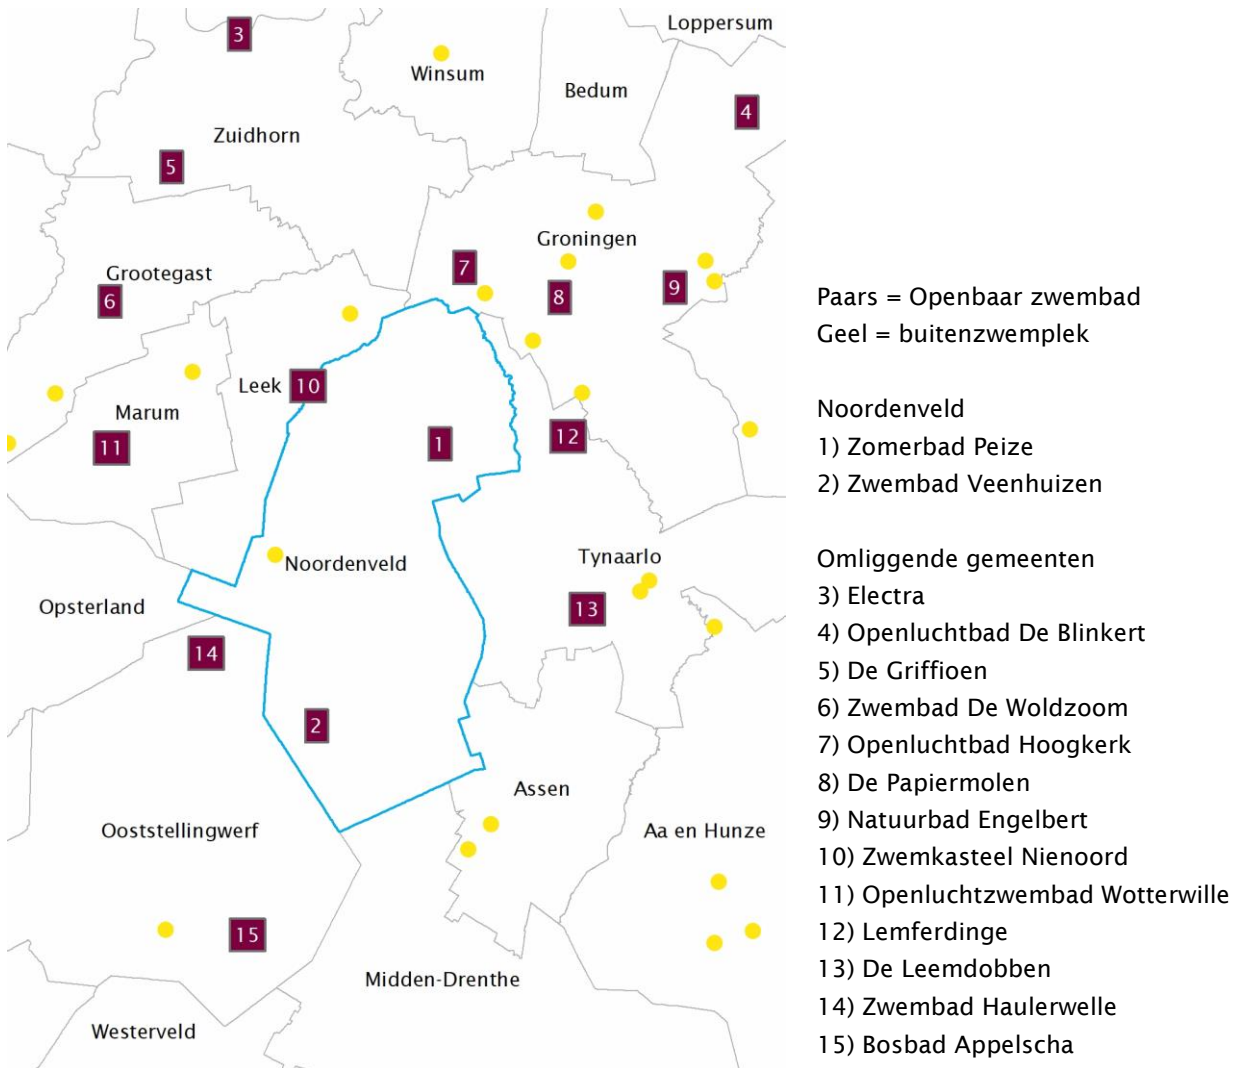 Loppersum
3
Winsum
Bedum
4
Zuidhorn
5
Groningen
7
Grootegast
6
8
9
Leek
10
Marum
11
1
12
Noordenveld
Tynaarlo
Opsterland
13
14
2
Assen
Ooststellingwerf
Aa en Hunze
15
Midden-Drenthe
Westerveld
Paars = Openbaar zwembad
Geel = buitenzwemplek
Noordenveld
1) Zomerbad Peize
2) Zwembad Veenhuizen
Omliggende gemeenten
3) Electra
4) Openluchtbad De Blinkert
5) De Griffioen
6) Zwembad De Woldzoom
7) Openluchtbad Hoogkerk
8) De Papiermolen
9) Natuurbad Engelbert
10) Zwemkasteel Nienoord
11) Openluchtzwembad Wotterwille
12) Lemferdinge
13) De Leemdobben
14) Zwembad Haulerwelle
15) Bosbad Appelscha